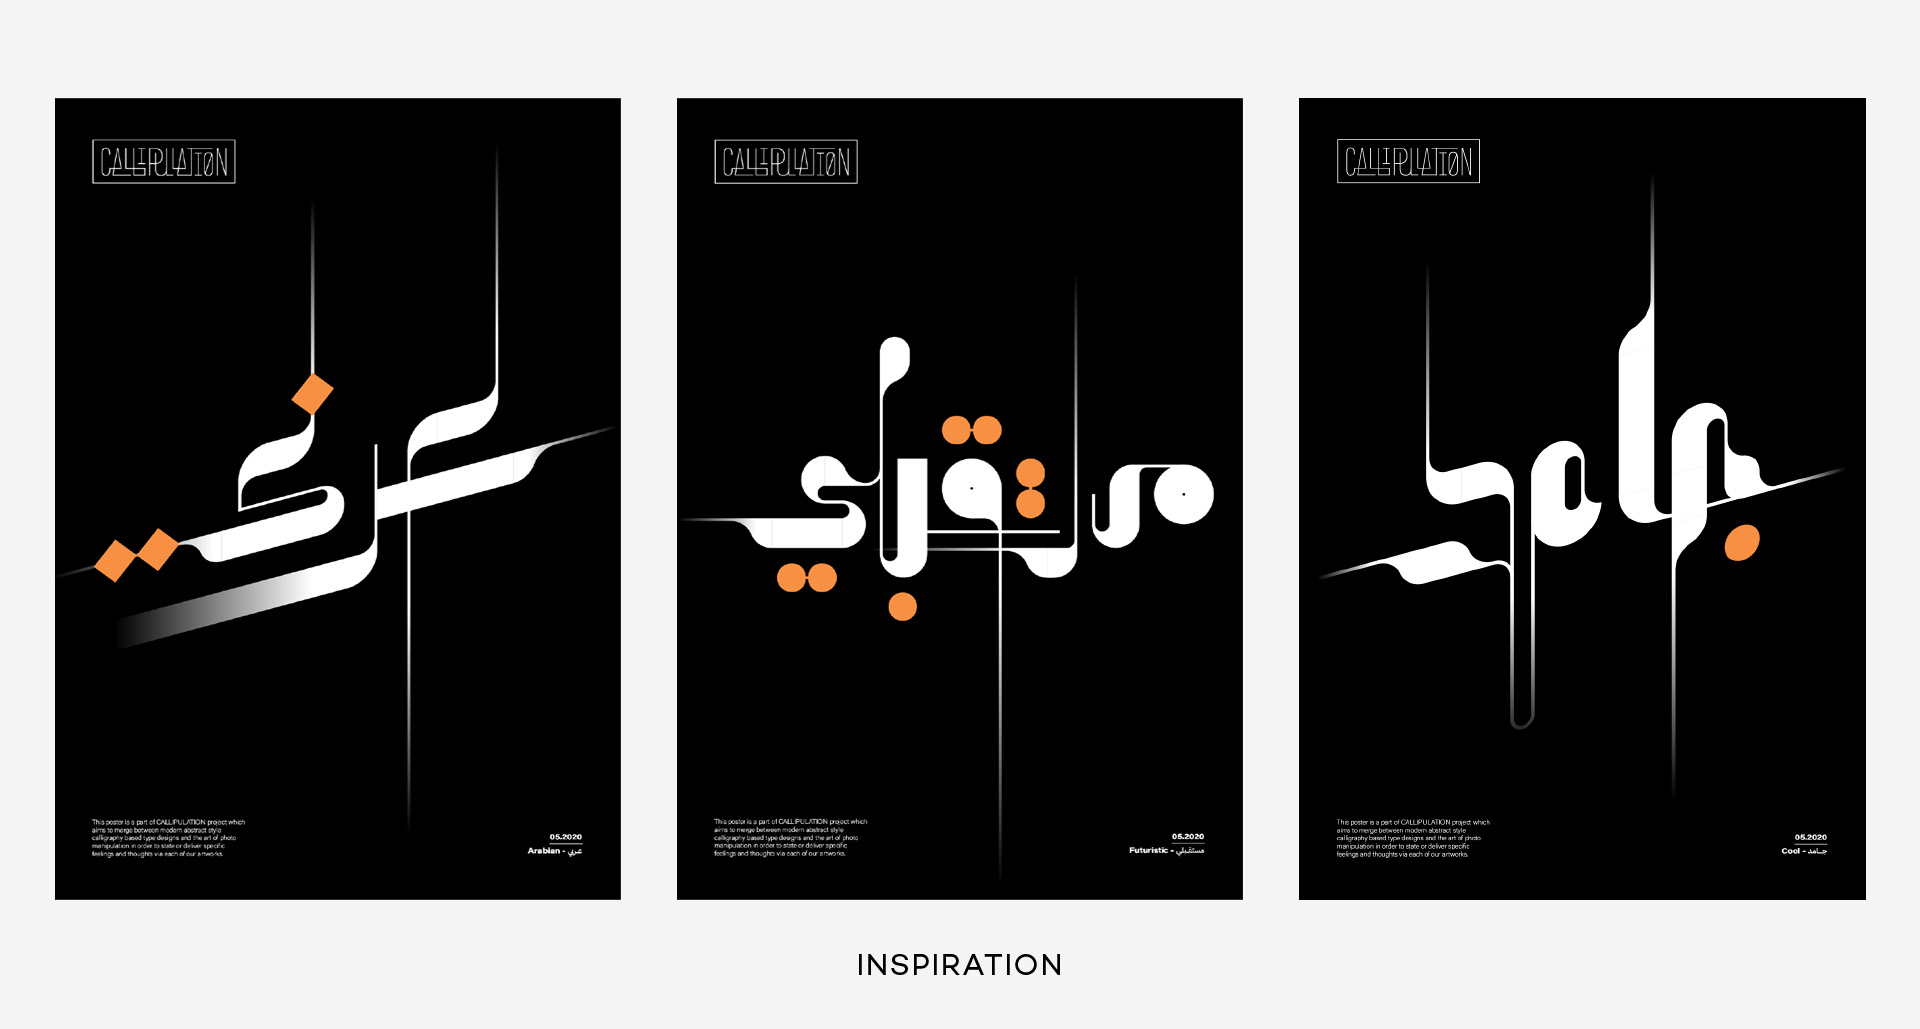 CALLIPULATION
عربي
This poster is a part of CALLIPULATION project which
aims to merge between modern abstract style
calligraphy based type designs and the art of photo
manipulation in order to state or deliver specific
feelings and thoughts via each of our artworks.
05.2020
Arabian - عربي
CALLIPULATION
مستقبلي
This poster is a part of CALLIPULATION project which
aims to merge between modern abstract style
calligraphy based type designs and the art of photo
manipulation in order to state or deliver specific
feelings and thoughts via each of our artworks.
05.2020
Futuristic - مستقبلي
CALLIPULATION
جامد
This poster is a part of CALLIPULATION project which
aims to merge between modern abstract style
calligraphy based type designs and the art of photo
manipulation in order to state or deliver specific
feelings and thoughts via each of our artworks.
05.2020
Cool - جـامد
INSPIRATION